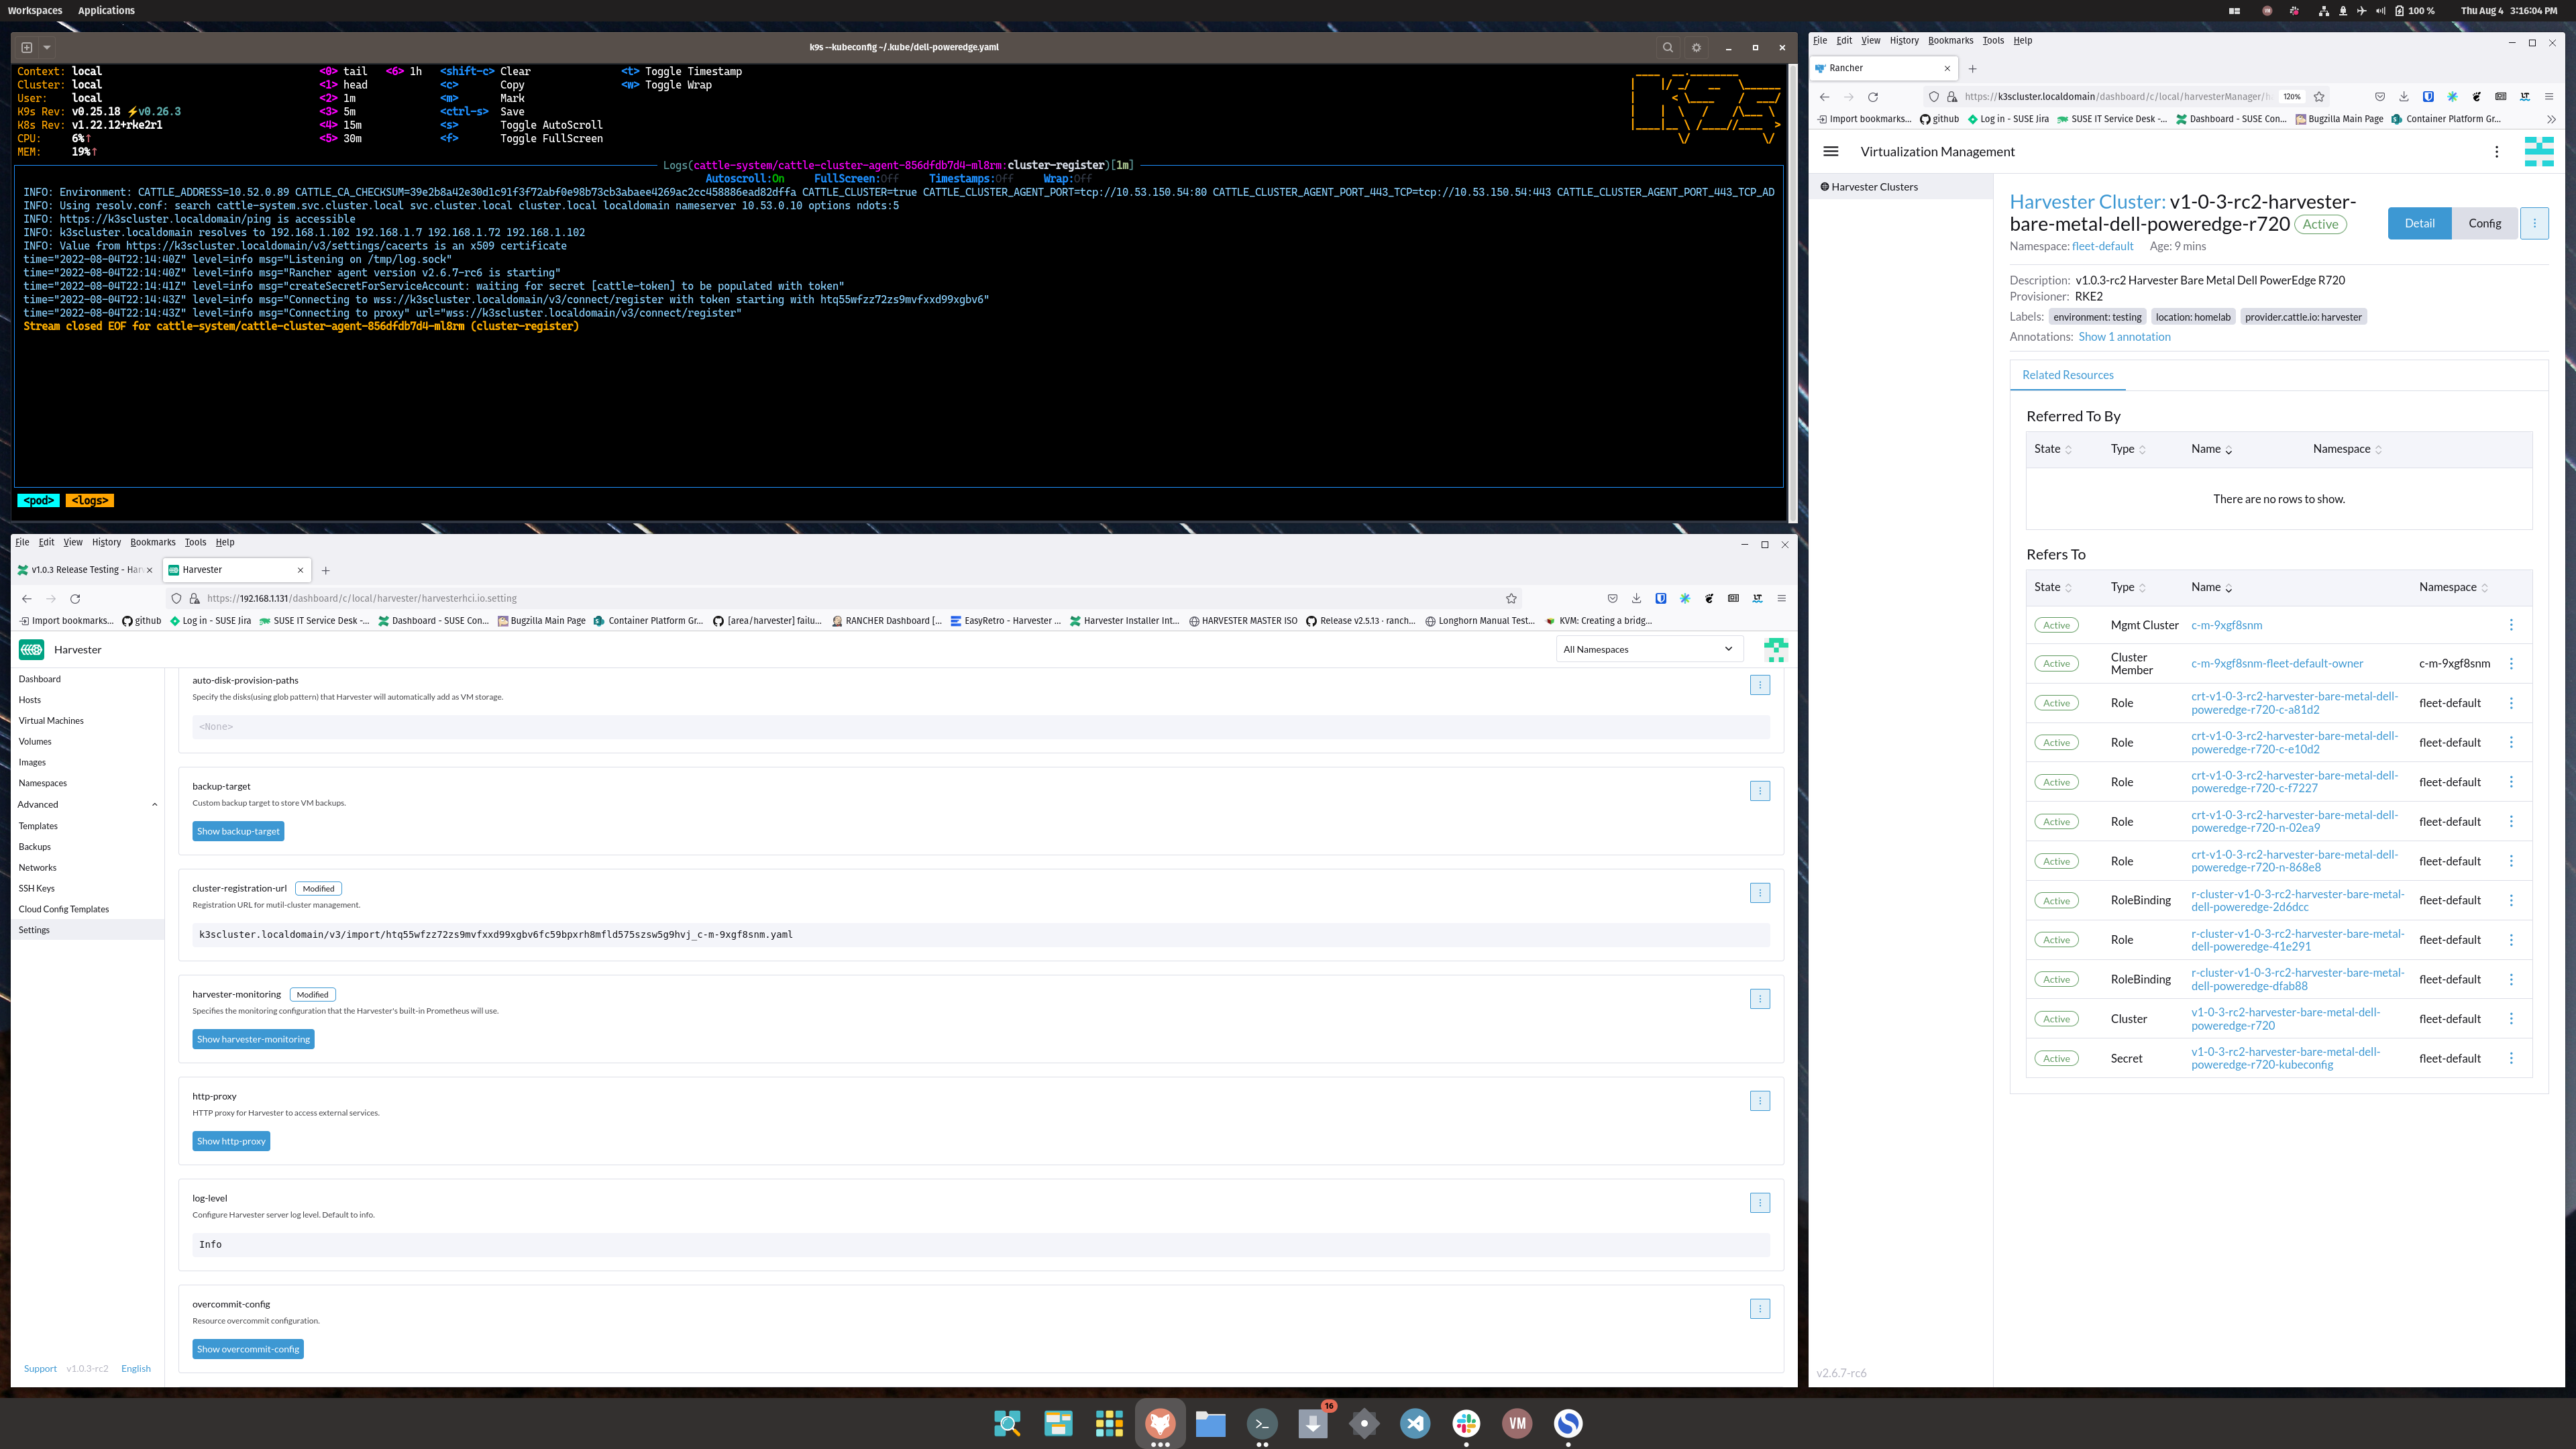 Workspaces Applications
100 % Thu Aug 4 3:16:04 PM
k9s --kubeconfig ~/.kube/dell-poweredge.yaml
Context: local <0> tail <6> 1h <shift-c> Clear <t> Toggle Timestamp
Cluster: local <1> head <c> Copy <w> Toggle Wrap
User: local <2> 1m <m> Mark
K9s Rev: v0.25.18 ⚡v0.26.3 <3> 5m <ctrl-s> Save
K8s Rev: v1.22.12+rke2r1 <4> 15m <s> Toggle AutoScroll
CPU: 6%↑ <5> 30m <f> Toggle FullScreen
MEM: 19%↑
Logs(cattle-system/cattle-cluster-agent-856dfdb7d4-ml8rm:cluster-register)[1m]
Autoscroll:On FullScreen:Off Timestamps:Off Wrap:Off
INFO: Environment: CATTLE_ADDRESS=10.52.0.89 CATTLE_CA_CHECKSUM=39e2b8a42e30d1c91f3f72abf0e98b73cb3abaee4269ac2cc458886ead82dffa CATTLE_CLUSTER=true CATTLE_CLUSTER_AGENT_PORT=tcp://10.53.150.54:80 CATTLE_CLUSTER_AGENT_PORT_443_TCP=tcp://10.53.150.54:443 CATTLE_CLUSTER_AGENT_PORT_443_TCP_AD
INFO: Using resolv.conf: search cattle-system.svc.cluster.local svc.cluster.local cluster.local localdomain nameserver 10.53.0.10 options ndots:5
INFO: https://k3scluster.localdomain/ping is accessible
INFO: k3scluster.localdomain resolves to 192.168.1.102 192.168.1.7 192.168.1.72 192.168.1.102
INFO: Value from https://k3scluster.localdomain/v3/settings/cacerts is an x509 certificate
time="2022-08-04T22:14:40Z" level=info msg="Listening on /tmp/log.sock"
time="2022-08-04T22:14:40Z" level=info msg="Rancher agent version v2.6.7-rc6 is starting"
time="2022-08-04T22:14:41Z" level=info msg="createSecretForServiceAccount: waiting for secret [cattle-token] to be populated with token"
time="2022-08-04T22:14:43Z" level=info msg="Connecting to wss://k3scluster.localdomain/v3/connect/register with token starting with htq55wfzz72zs9mvfxxd99xgbv6"
time="2022-08-04T22:14:43Z" level=info msg="Connecting to proxy" url="wss://k3scluster.localdomain/v3/connect/register"
Stream closed EOF for cattle-system/cattle-cluster-agent-856dfdb7d4-ml8rm (cluster-register)
<pod> <logs>
File Edit View History Bookmarks Tools Help
v1.0.3 Release Testing - Har
Harvester
https://192.168.1.131/dashboard/c/local/harvester/harvesterhci.io.setting
Import bookmarks... github Log in - SUSE Jira SUSE IT Service Desk -... Dashboard - SUSE Con... Bugzilla Main Page Container Platform Gr... [area/harvester] failu... RANCHER Dashboard [... EasyRetro - Harvester ... Harvester Installer Int... HARVESTER MASTER ISO Release v2.5.13 · ranch... Longhorn Manual Test... KVM: Creating a bridg...
Harvester
All Namespaces
Dashboard
Hosts
Virtual Machines
Volumes
Images
Namespaces
Advanced
Templates
Backups
Networks
SSH Keys
Cloud Config Templates
Settings
Support v1.0.3-rc2 English
auto-disk-provision-paths
Specify the disks(using glob pattern) that Harvester will automatically add as VM storage.
<None>
backup-target
Custom backup target to store VM backups.
Show backup-target
cluster-registration-url Modified
Registration URL for mutil-cluster management.
k3scluster.localdomain/v3/import/htq55wfzz72zs9mvfxxd99xgbv6fc59bpxrh8mfld575szsw5g9hvj_c-m-9xgf8snm.yaml
harvester-monitoring Modified
Specifies the monitoring configuration that the Harvester's built-in Prometheus will use.
Show harvester-monitoring
http-proxy
HTTP proxy for Harvester to access external services.
Show http-proxy
log-level
Configure Harvester server log level. Default to info.
Info
overcommit-config
Resource overcommit configuration.
Show overcommit-config
File Edit View History Bookmarks Tools Help
Rancher
https://k3scluster.localdomain/dashboard/c/local/harvesterManager/h 120%
Import bookmarks... github Log in - SUSE Jira SUSE IT Service Desk -... Dashboard - SUSE Con... Bugzilla Main Page Container Platform Gr...
Virtualization Management
Harvester Clusters
Harvester Cluster: v1-0-3-rc2-harvester-
bare-metal-dell-poweredge-r720 Active
Detail Config
Namespace: fleet-default Age: 9 mins
Description: v1.0.3-rc2 Harvester Bare Metal Dell PowerEdge R720
Provisioner: RKE2
Labels: environment: testing location: homelab provider.cattle.io: harvester
Annotations: Show 1 annotation
Related Resources
Referred To By
State Type Name Namespace
There are no rows to show.
Refers To
State Type Name Namespace
Active Mgmt Cluster c-m-9xgf8snm
Active Cluster Member c-m-9xgf8snm-fleet-default-owner c-m-9xgf8snm
Active Role crt-v1-0-3-rc2-harvester-bare-metal-dell-poweredge-r720-c-a81d2 fleet-default
Active Role crt-v1-0-3-rc2-harvester-bare-metal-dell-poweredge-r720-c-e10d2 fleet-default
Active Role crt-v1-0-3-rc2-harvester-bare-metal-dell-poweredge-r720-c-f7227 fleet-default
Active Role crt-v1-0-3-rc2-harvester-bare-metal-dell-poweredge-r720-n-02ea9 fleet-default
Active Role crt-v1-0-3-rc2-harvester-bare-metal-dell-poweredge-r720-n-868e8 fleet-default
Active RoleBinding r-cluster-v1-0-3-rc2-harvester-bare-metal-dell-poweredge-2d6dcc fleet-default
Active Role r-cluster-v1-0-3-rc2-harvester-bare-metal-dell-poweredge-41e291 fleet-default
Active RoleBinding r-cluster-v1-0-3-rc2-harvester-bare-metal-dell-poweredge-dfab88 fleet-default
Active Cluster v1-0-3-rc2-harvester-bare-metal-dell-poweredge-r720 fleet-default
Active Secret v1-0-3-rc2-harvester-bare-metal-dell-poweredge-r720-kubeconfig fleet-default
v2.6.7-rc6
16
VM